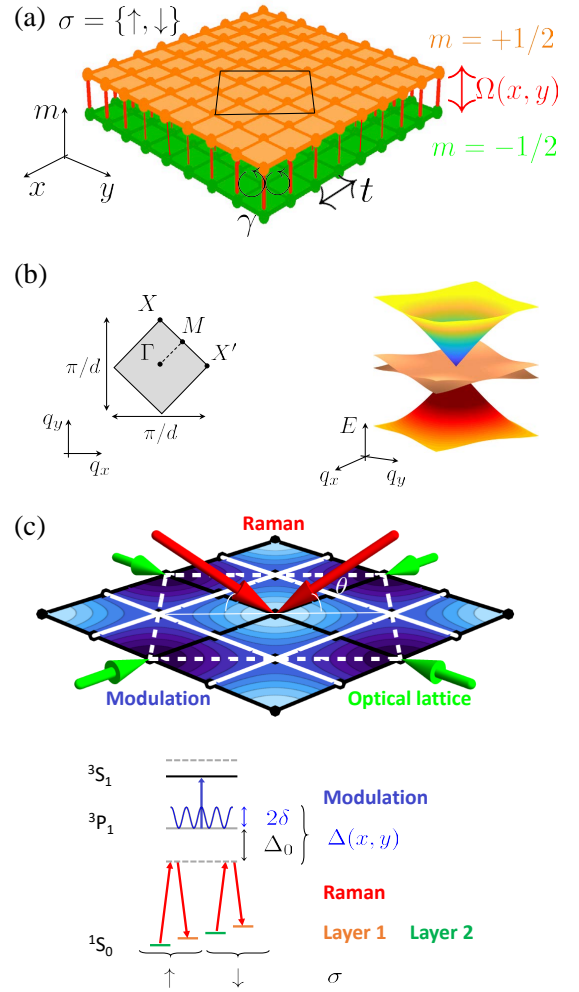 (a)
σ = {↑, ↓}
m = +1/2
Ω(x, y)
m = −1/2
m
x
y
γ
t
(b)
X
M
Γ
X′
π/d
π/d
q_y
q_x
E
q_x
q_y
(c)
Raman
θ
Modulation
Optical lattice
³S₁
Modulation
³P₁
2δ
Δ₀
Δ(x, y)
Raman
Layer 1 Layer 2
¹S₀
↑ ↓ σ